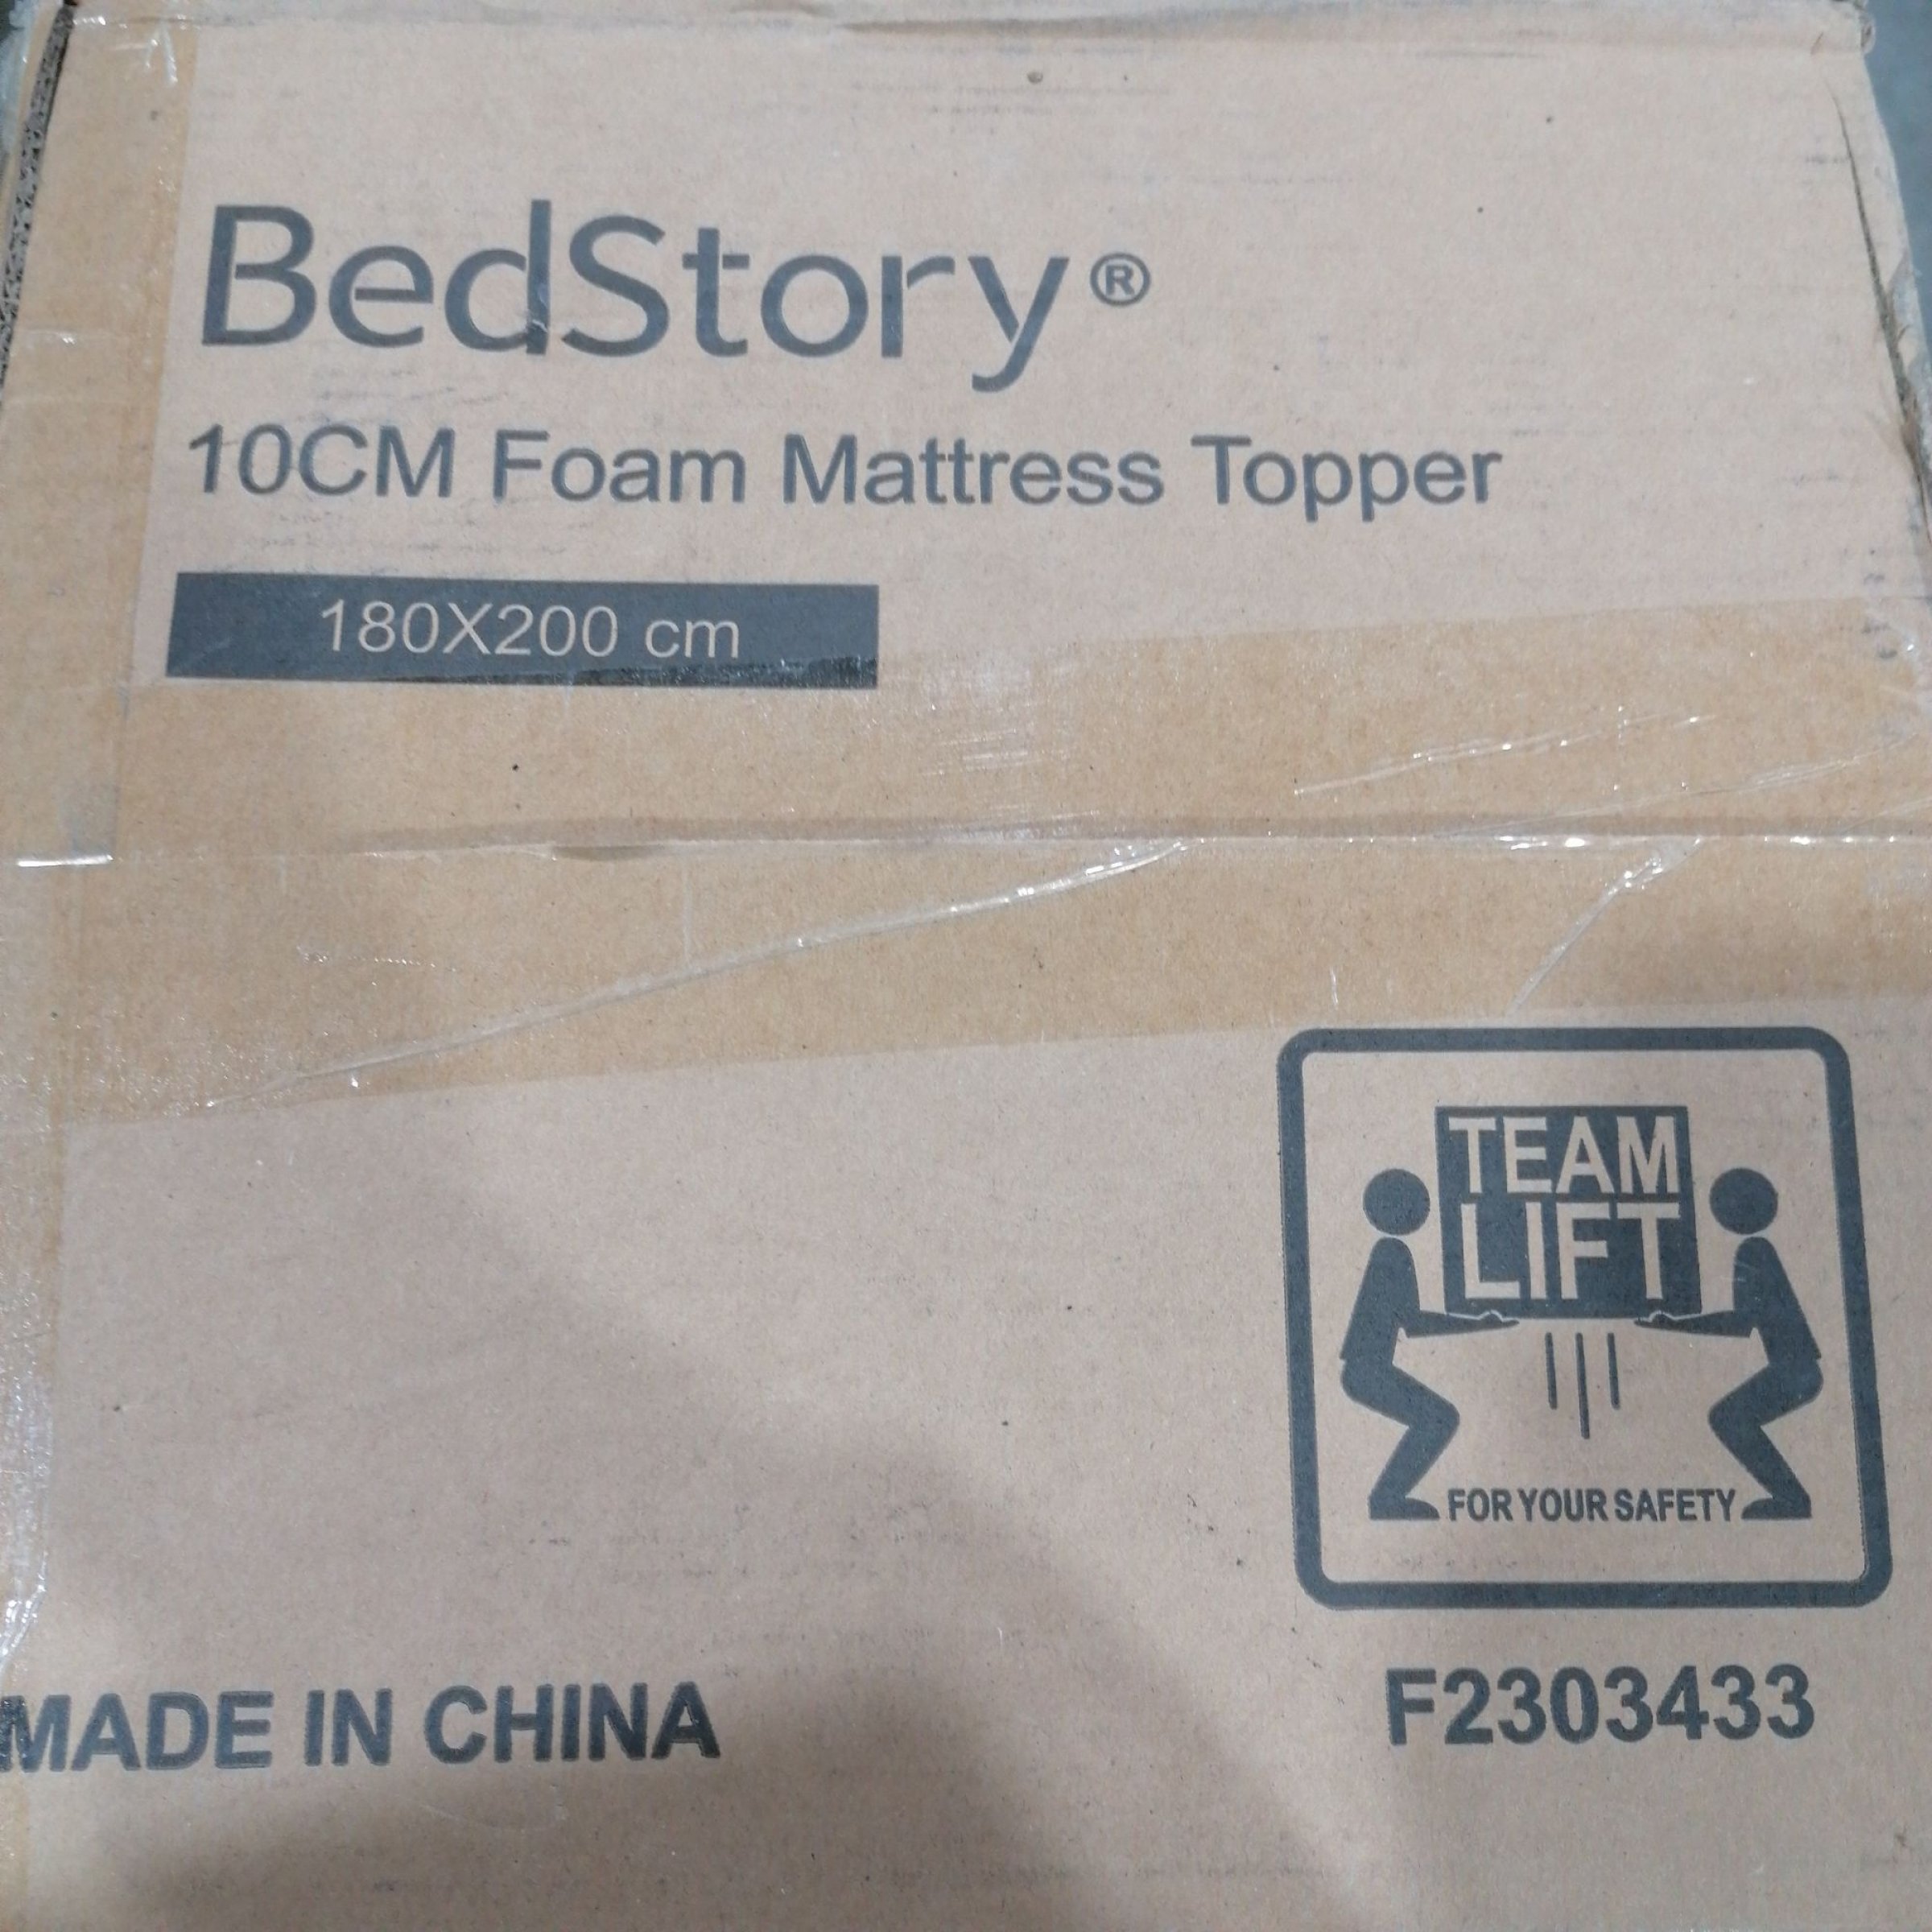 BedStory®
10CM Foam Mattress Topper
180X200 cm
TEAM
LIFT
FOR YOUR SAFETY
MADE IN CHINA
F2303433